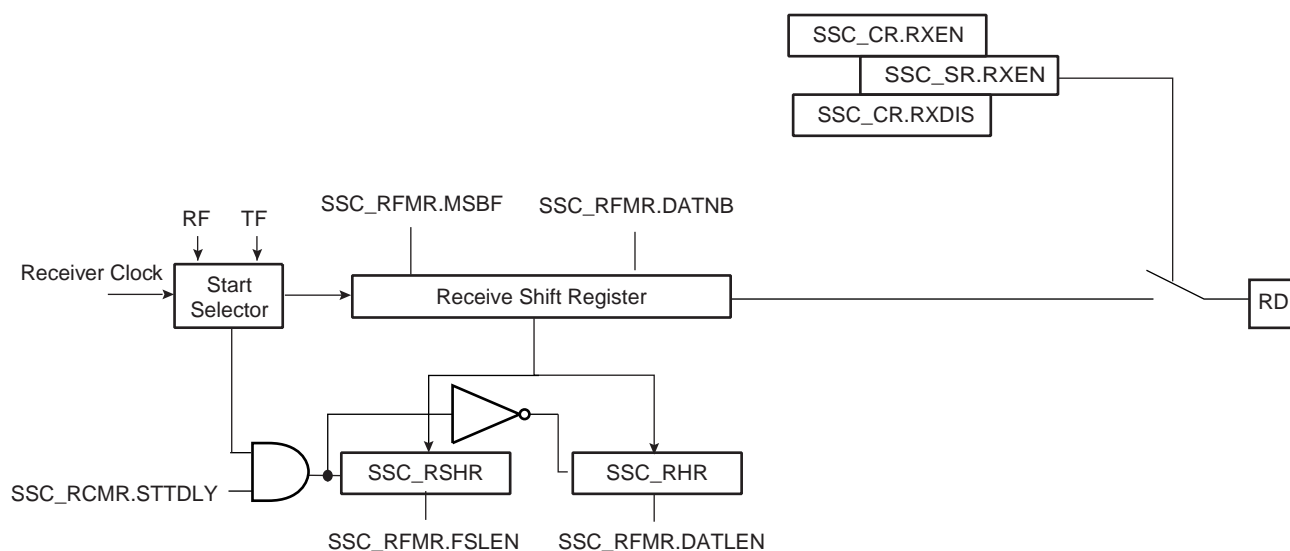 SSC_CR.RXEN
SSC_SR.RXEN
SSC_CR.RXDIS
SSC_RFMR.MSBF
SSC_RFMR.DATNB
RF
TF
Receiver Clock
Start
Selector
Receive Shift Register
RD
SSC_RSHR
SSC_RHR
SSC_RCMR.STTDLY
SSC_RFMR.FSLEN
SSC_RFMR.DATLEN